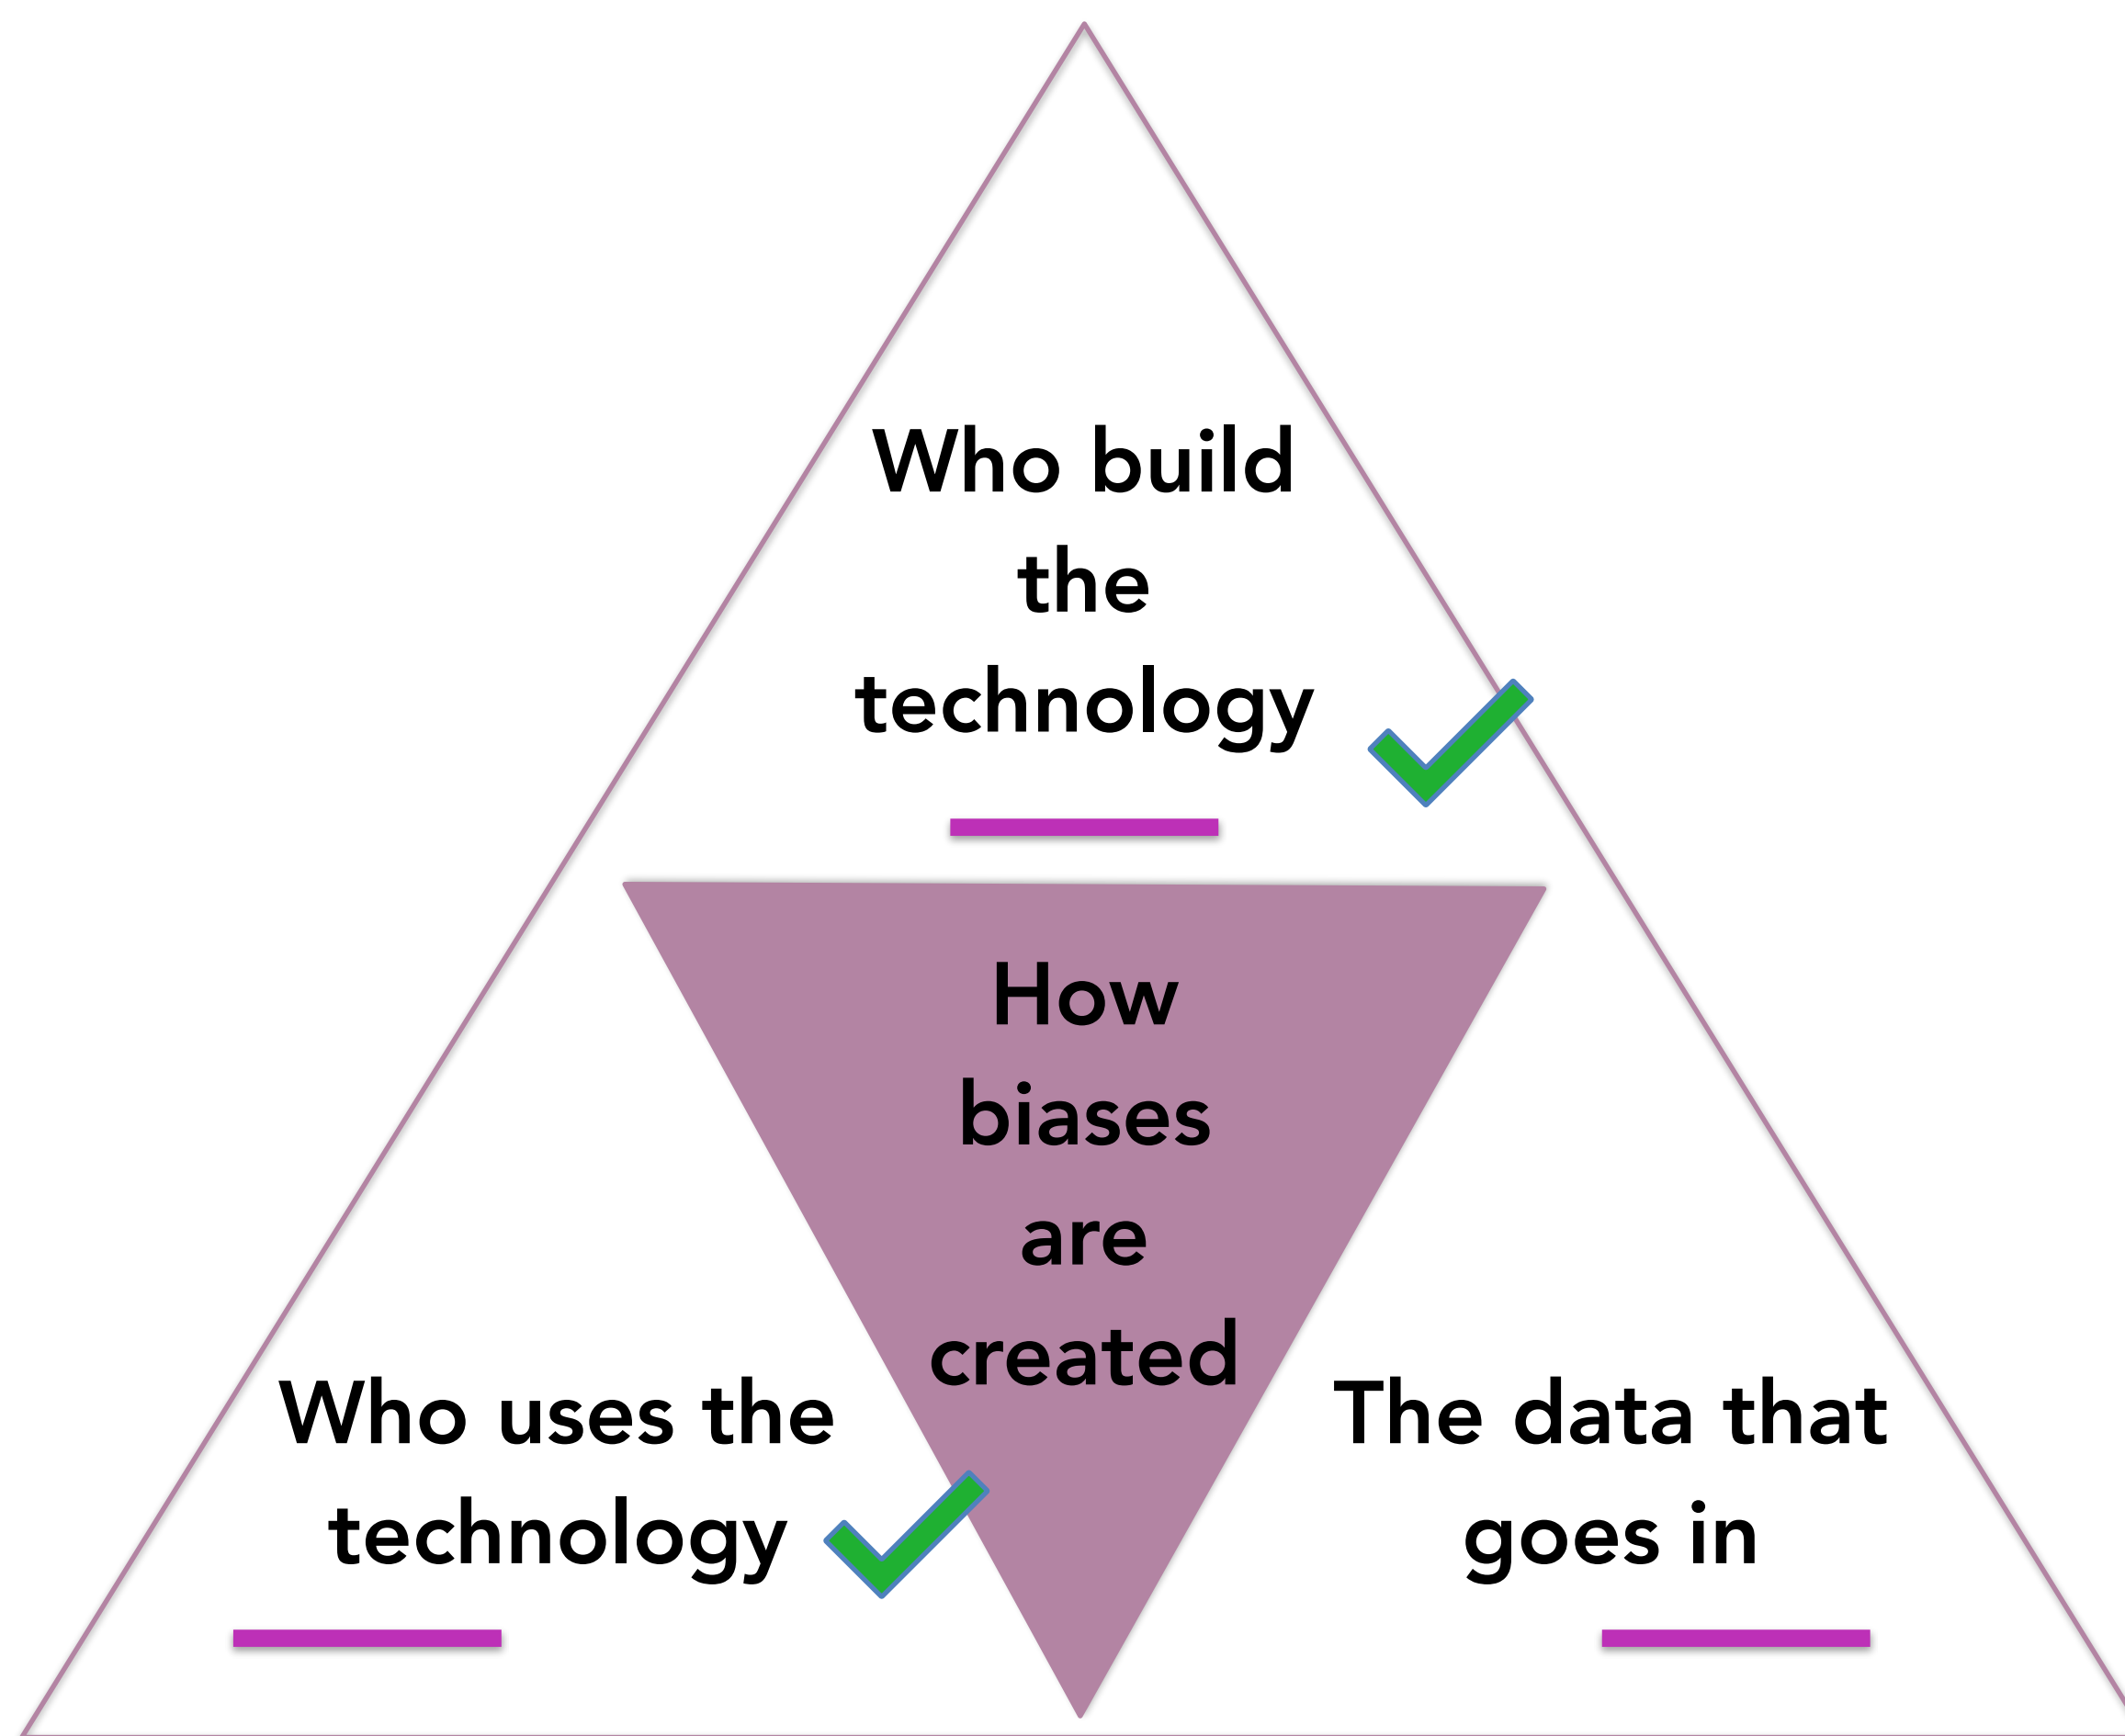 Who build
the
technology
How
biases
are
created
Who uses the
technology
The data that
goes in